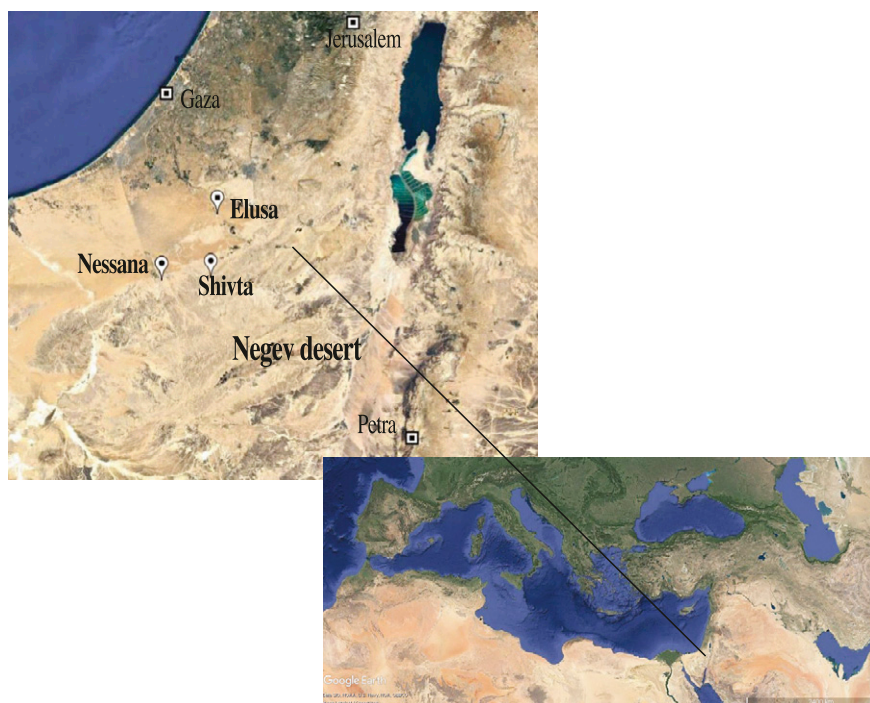 Jerusalem
Gaza
Elusa
Nessana
Shivta
Negev desert
Petra
Google Earth